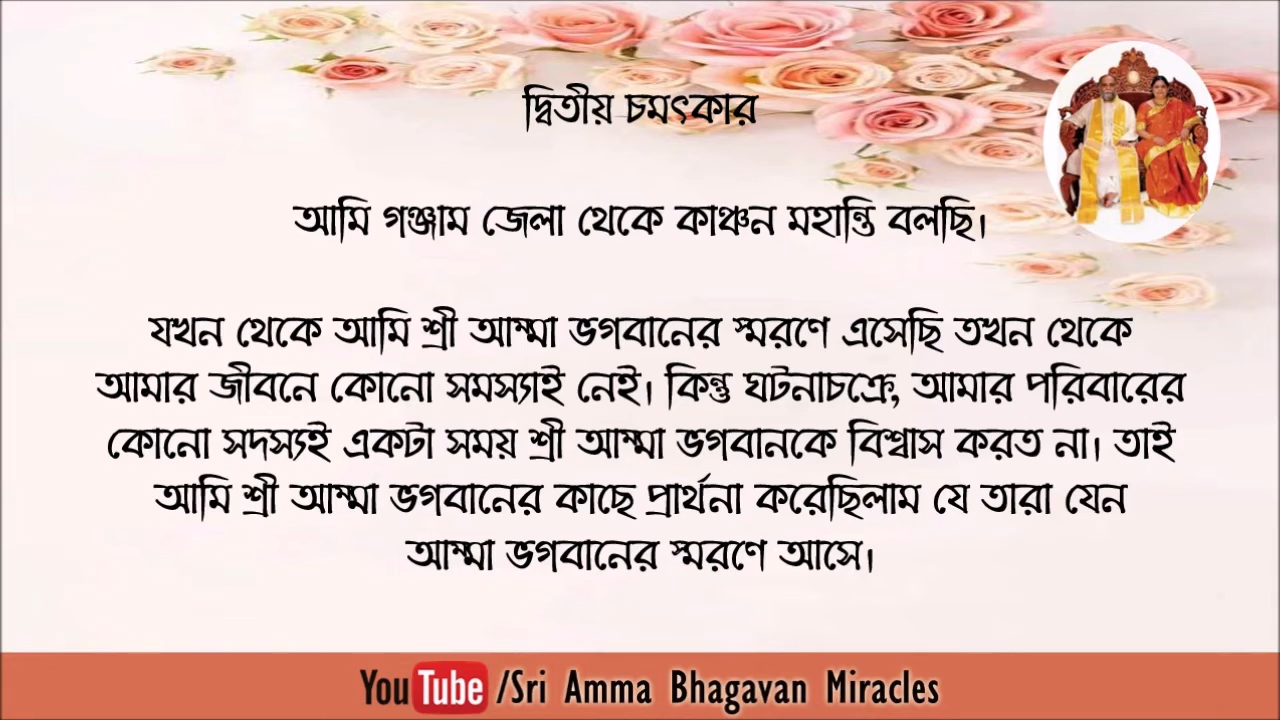 দ্বিতীয় চমৎকার
আমি গঞ্জাম জেলা থেকে কাঞ্চন মহান্তি বলছি।
যখন থেকে আমি শ্রী আম্মা ভগবানের স্মরণে এসেছি তখন থেকে
আমার জীবনে কোনো সমস্যাই নেই। কিন্তু ঘটনাচক্রে, আমার পরিবারের
কোনো সদস্যই একটা সময় শ্রী আম্মা ভগবানকে বিশ্বাস করত না। তাই
আমি শ্রী আম্মা ভগবানের কাছে প্রার্থনা করেছিলাম যে তারা যেন
আম্মা ভগবানের স্মরণে আসে।
YouTube /Sri Amma Bhagavan Miracles